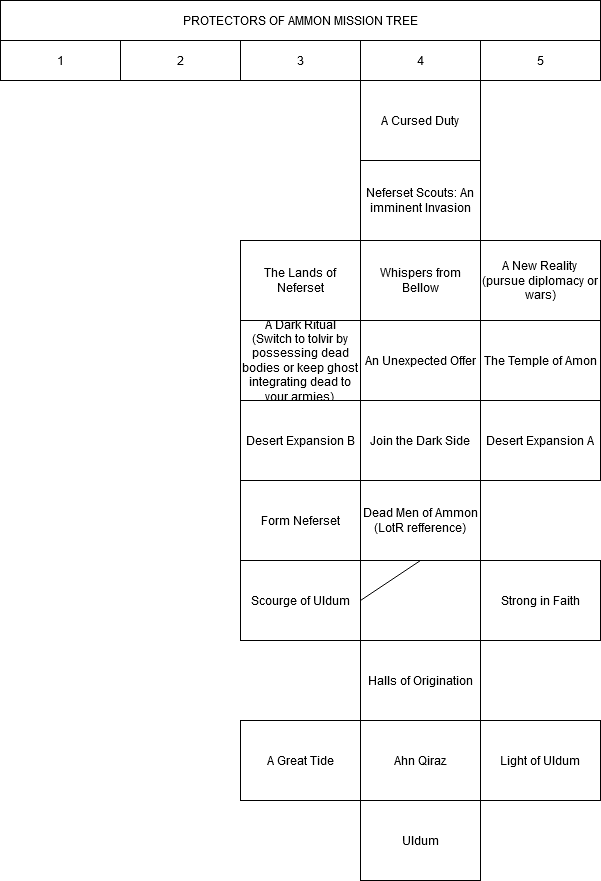 PROTECTORS OF AMMON MISSION TREE
1
2
3
4
5
A Cursed Duty
Neferset Scouts: An
imminent Invasion
The Lands of
Neferset
Whispers from
Bellow
A New Reality
(pursue diplomacy or
wars)
A Dark Ritual
(Switch to tolvir by
possessing dead
bodies or keep ghost
integrating dead to
your armies)
An Unexpected Offer
The Temple of Amon
Desert Expansion B
Join the Dark Side
Desert Expansion A
Form Neferset
Dead Men of Ammon
(LotR refference)
Scourge of Uldum
Strong in Faith
Halls of Origination
A Great Tide
Ahn Qiraz
Light of Uldum
Uldum